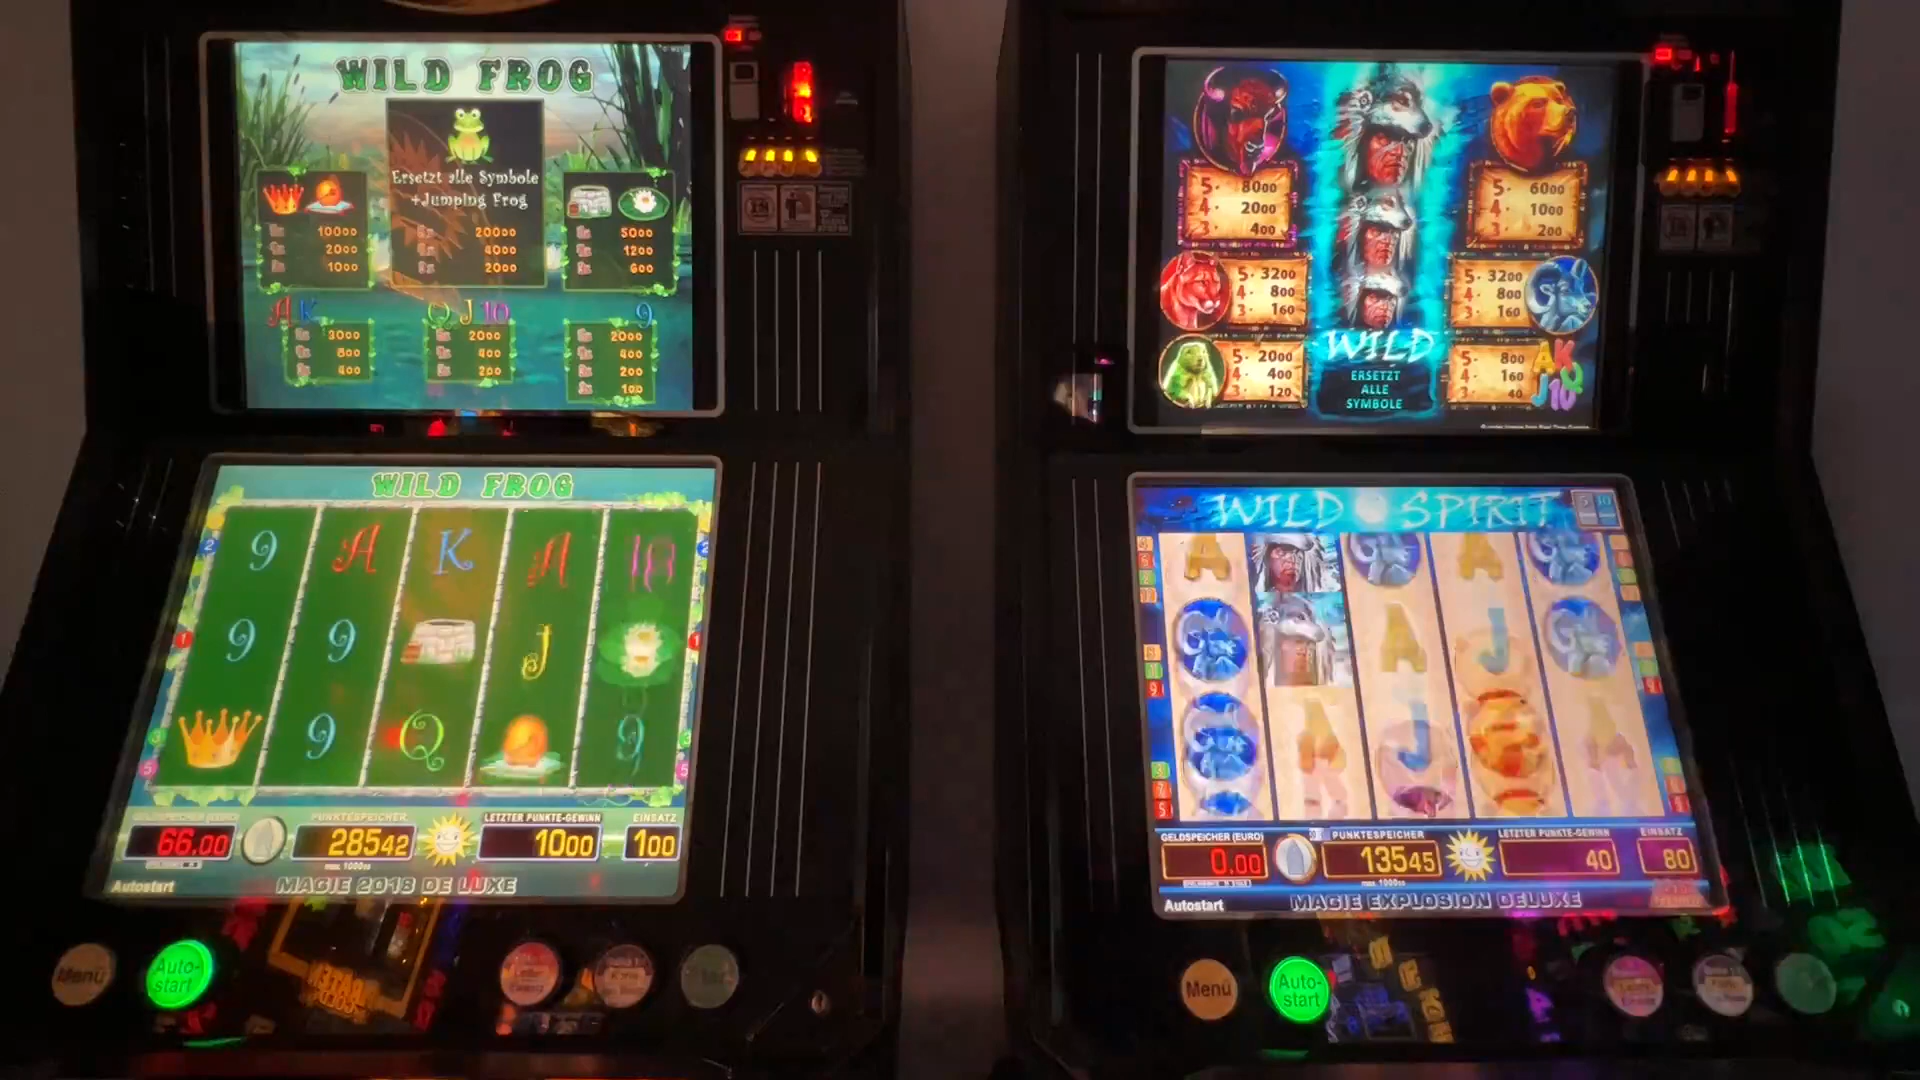 WILD FROG
Ersetzt alle Symbole
+Jumping Frog
10000
2000
1000
20000
4000
2000
5000
1200
600
A K
3000
800
400
Q J 10
2000
400
200
9
2000
400
200
100
WILD FROG
9 A K A 10
9 9 J
9 Q 9
GELDSPEICHER (EURO)
66.00
PUNKTESPEICHER
28542
LETZTER PUNKTE-GEWINN
1000
EINSATZ
100
Autostart
MAGIE 2018 DE LUXE
Menü
Auto-
start
5· 8000
4· 2000
3· 400
5· 6000
4· 1000
3· 200
5· 3200
4· 800
3· 160
5· 3200
4· 800
3· 160
5· 2000
4· 400
3· 120
WILD
ERSETZT
ALLE
SYMBOLE
5· 800
4· 160
3· 40
A K
Q
J 10
WILD SPIRIT
A A
A J
A J A
GELDSPEICHER (EURO)
0.00
PUNKTESPEICHER
13545
LETZTER PUNKTE-GEWINN
40
EINSATZ
80
Autostart
MAGIE EXPLOSION DELUXE
Menü
Auto-
start